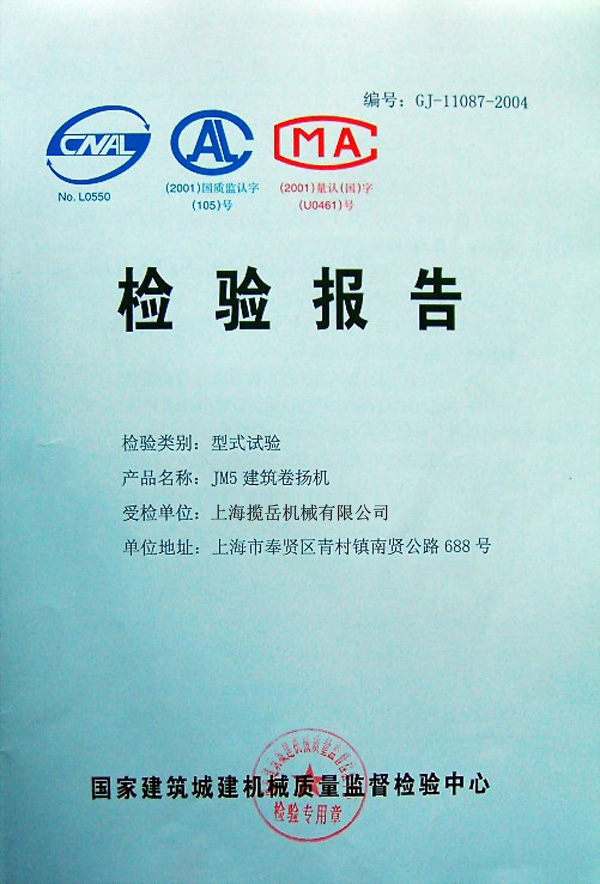 编号：GJ-11087-2004
CNAL
CAL
CMA
No. L0550
(2001)国质监认字
(105)号
(2001)量认(国)字
(U0461)号
检验报告
检验类别：型式试验
产品名称：JM5 建筑卷扬机
受检单位：上海揽岳机械有限公司
单位地址：上海市奉贤区青村镇南贤公路 688 号
国家建筑城建机械质量监督检验中心
检验专用章